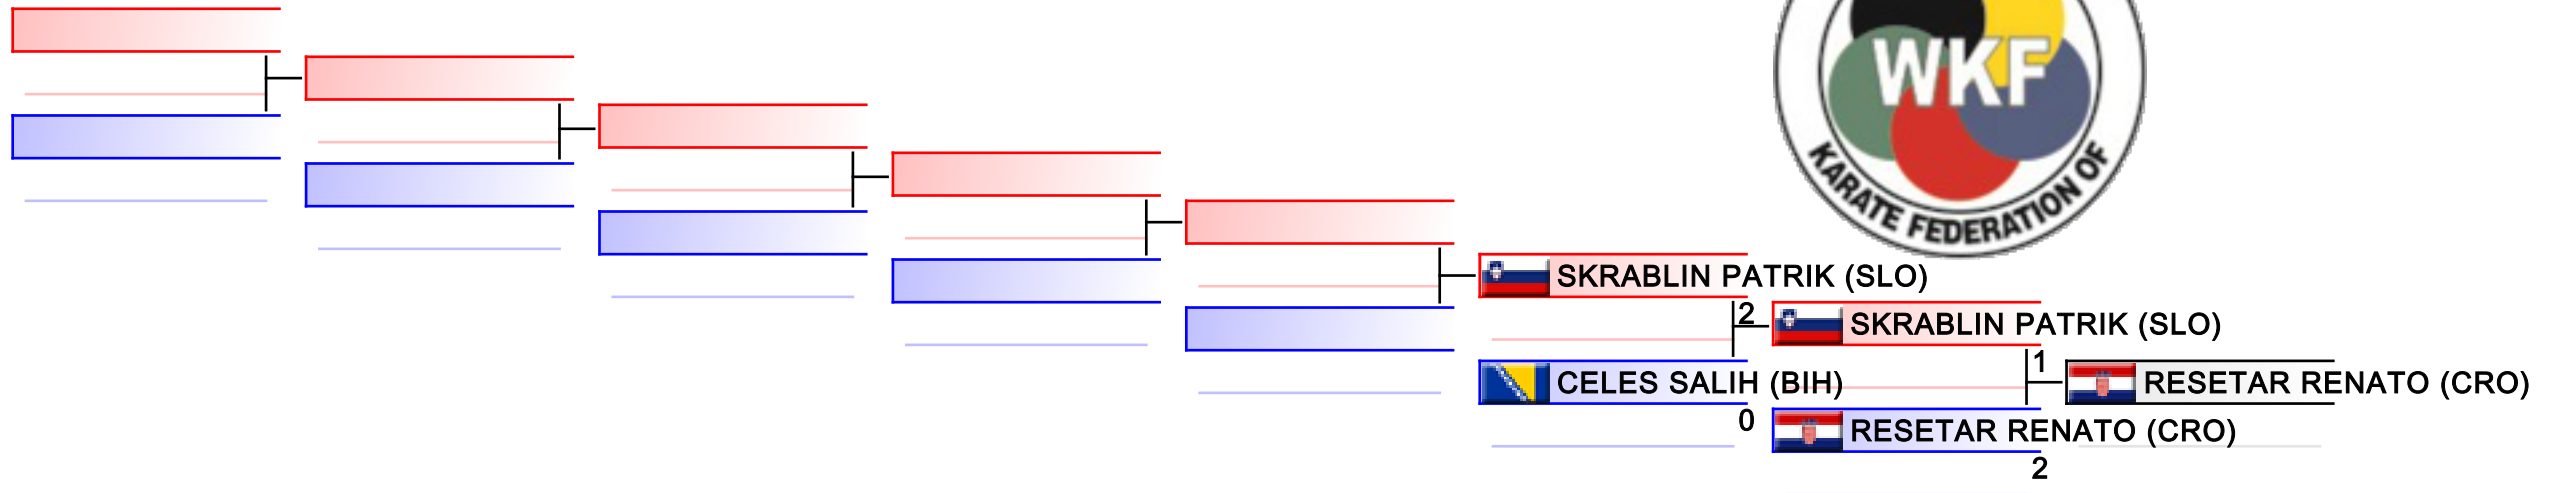 WKF
KARATE FEDERATION OF
SKRABLIN PATRIK (SLO)
2
SKRABLIN PATRIK (SLO)
1
CELES SALIH (BIH)
RESETAR RENATO (CRO)
0
RESETAR RENATO (CRO)
2